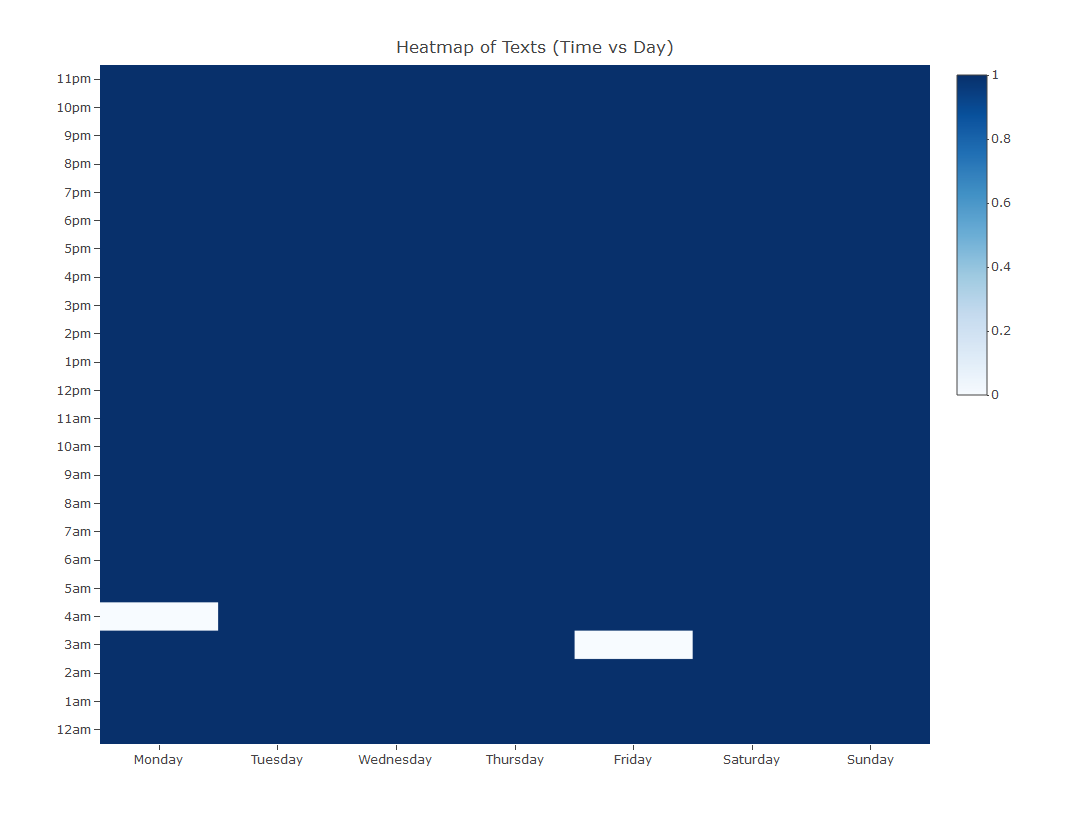 Heatmap of Texts (Time vs Day)
11pm
10pm
9pm
8pm
7pm
6pm
5pm
4pm
3pm
2pm
1pm
12pm
11am
10am
9am
8am
7am
6am
5am
4am
3am
2am
1am
12am
Monday Tuesday Wednesday Thursday Friday Saturday Sunday
1
0.8
0.6
0.4
0.2
0